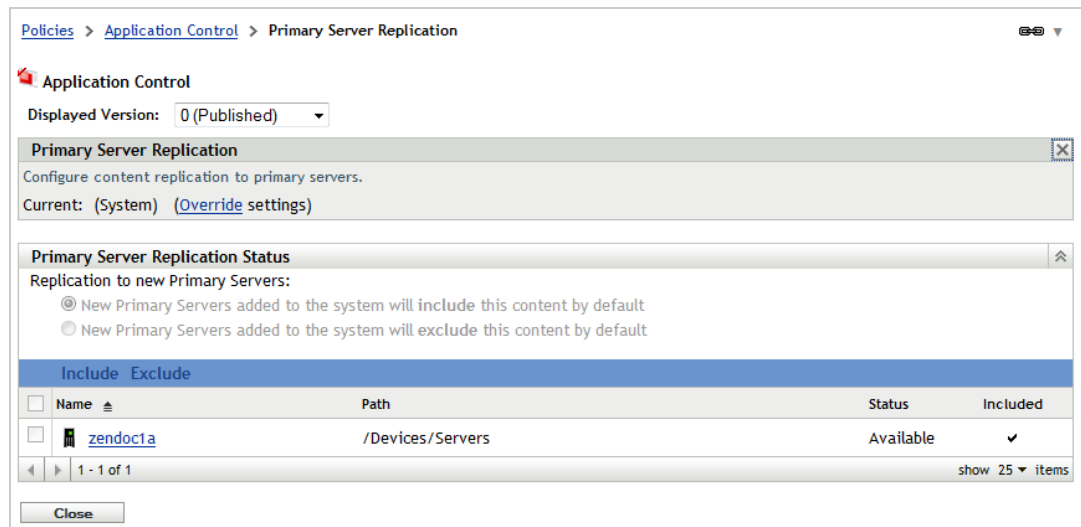 Policies > Application Control > Primary Server Replication
Application Control
Displayed Version: 0 (Published)
Primary Server Replication
Configure content replication to primary servers.
Current: (System) (Override settings)
Primary Server Replication Status
Replication to new Primary Servers:
New Primary Servers added to the system will include this content by default
New Primary Servers added to the system will exclude this content by default
Include Exclude
Name Path Status Included
zendoc1a /Devices/Servers Available
1 - 1 of 1 show 25 items
Close